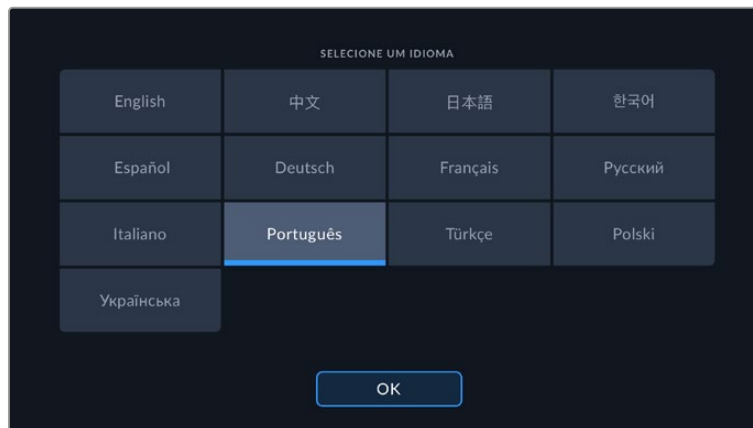 SELECIONE UM IDIOMA
English 中文 日本語 한국어
Español Deutsch Français Русский
Italiano Português Türkçe Polski
Українська
OK